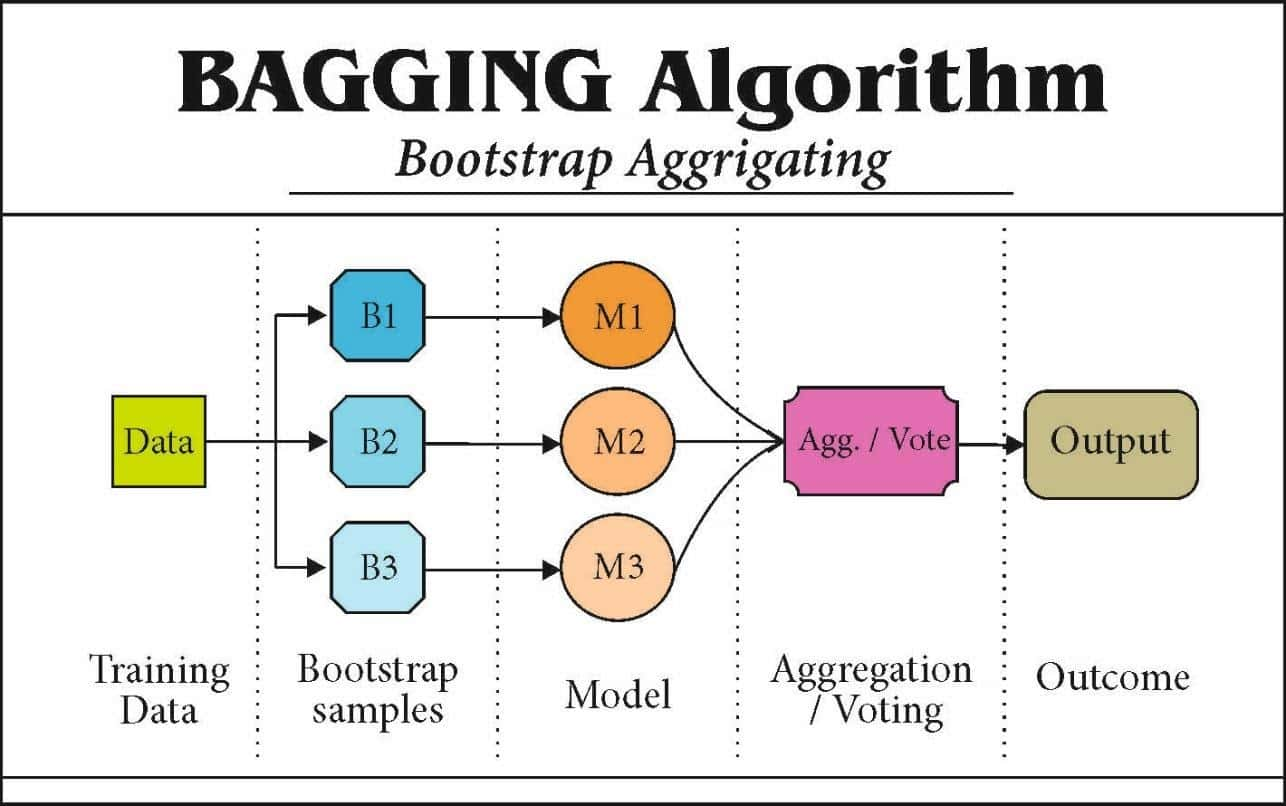 BAGGING Algorithm
Bootstrap Aggrigating
B1
M1
Data
B2
M2
Agg. / Vote
Output
B3
M3
Training
Data
Bootstrap
samples
Model
Aggregation
/ Voting
Outcome